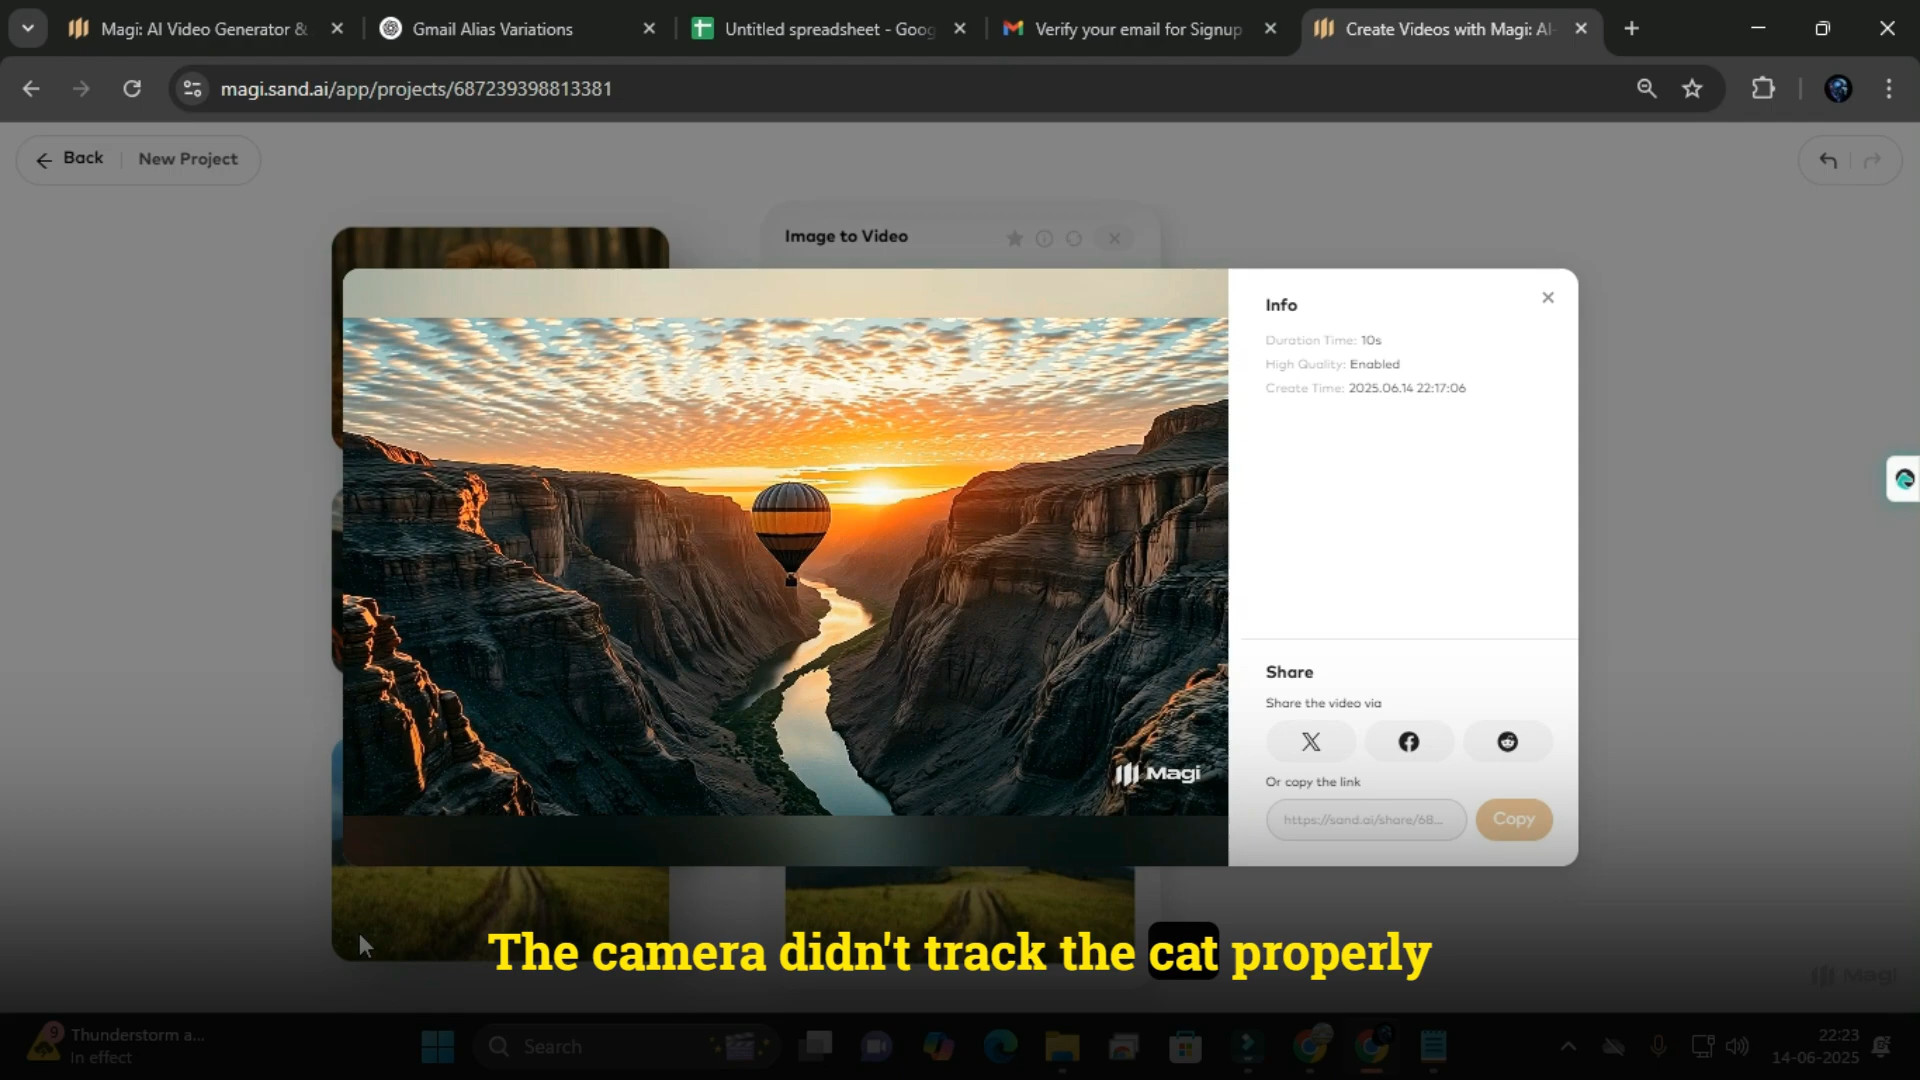 Magi: AI Video Generator &
Gmail Alias Variations
Untitled spreadsheet - Goog
Verify your email for Signup
Create Videos with Magi: AI-
magi.sand.ai/app/projects/687239398813381
Back
New Project
Image to Video
Info
Duration Time: 10s
High Quality: Enabled
Create Time: 2025.06.14 22:17:06
Magi
Share
Share the video via
Or copy the link
https://sand.ai/share/68...
Copy
The camera didn't track the cat properly
Magi
9
Thunderstorm a...
In effect
Search
22:23
14-06-2025